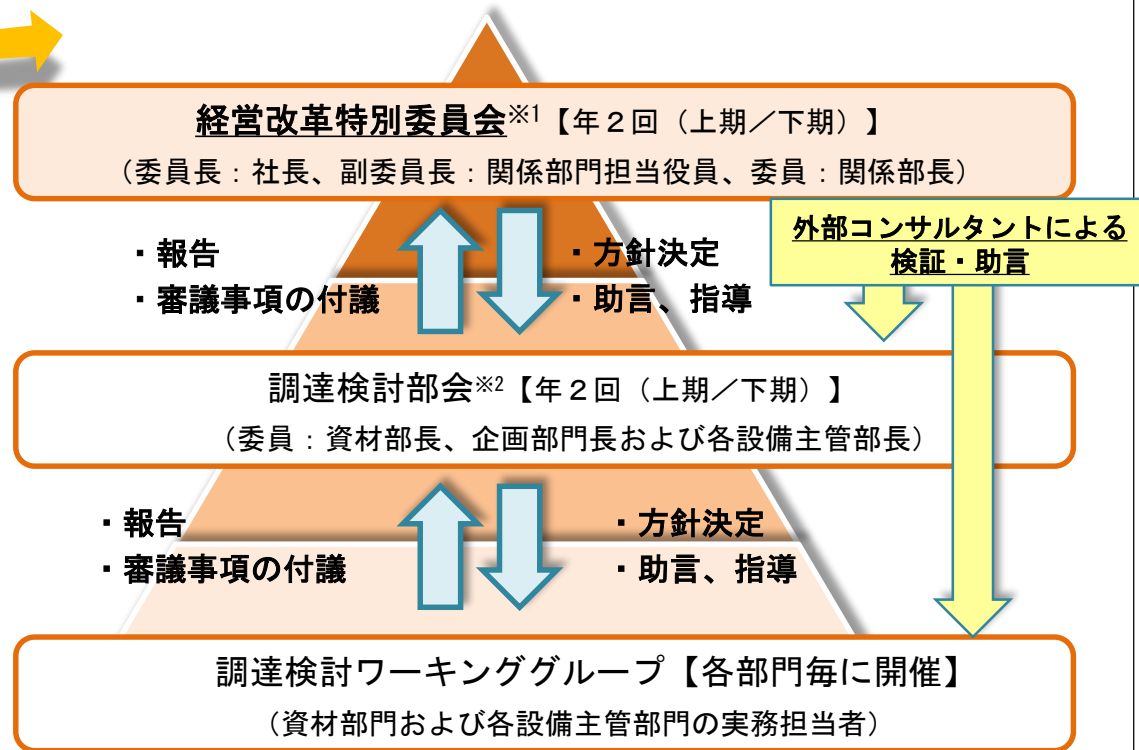 経営改革特別委員会※1【年２回（上期／下期）】
（委員長：社長、副委員長：関係部門担当役員、委員：関係部長）
・報告
・審議事項の付議
・方針決定
・助言、指導
外部コンサルタントによる
検証・助言
調達検討部会※2【年２回（上期／下期）】
（委員：資材部長、企画部門長および各設備主管部長）
・報告
・審議事項の付議
・方針決定
・助言、指導
調達検討ワーキンググループ【各部門毎に開催】
（資材部門および各設備主管部門の実務担当者）